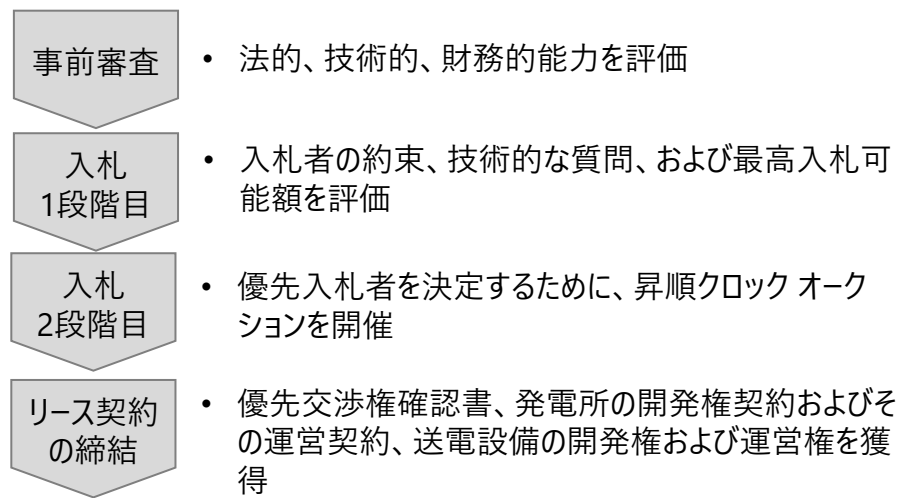 事前審査
• 法的、技術的、財務的能力を評価
入札
1段階目
• 入札者の約束、技術的な質問、および最高入札可
能額を評価
入札
2段階目
• 優先入札者を決定するために、昇順クロック オーク
ションを開催
リース契約
の締結
• 優先交渉権確認書、発電所の開発権契約およびそ
の運営契約、送電設備の開発権および運営権を獲
得